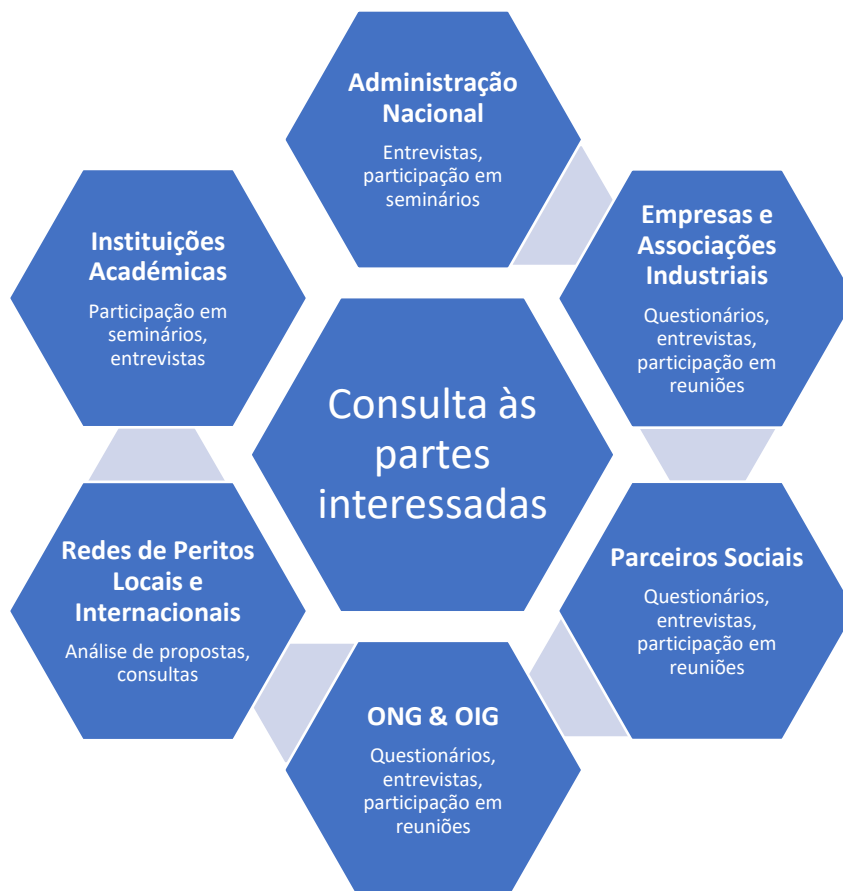 Administração
Nacional
Entrevistas,
participação em
seminários
Empresas e
Associações
Industriais
Questionários,
entrevistas,
participação em
reuniões
Instituições
Académicas
Participação em
seminários,
entrevistas
Consulta às
partes
interessadas
Redes de Peritos
Locais e
Internacionais
Análise de propostas,
consultas
Parceiros Sociais
Questionários,
entrevistas,
participação em
reuniões
ONG & OIG
Questionários,
entrevistas,
participação em
reuniões